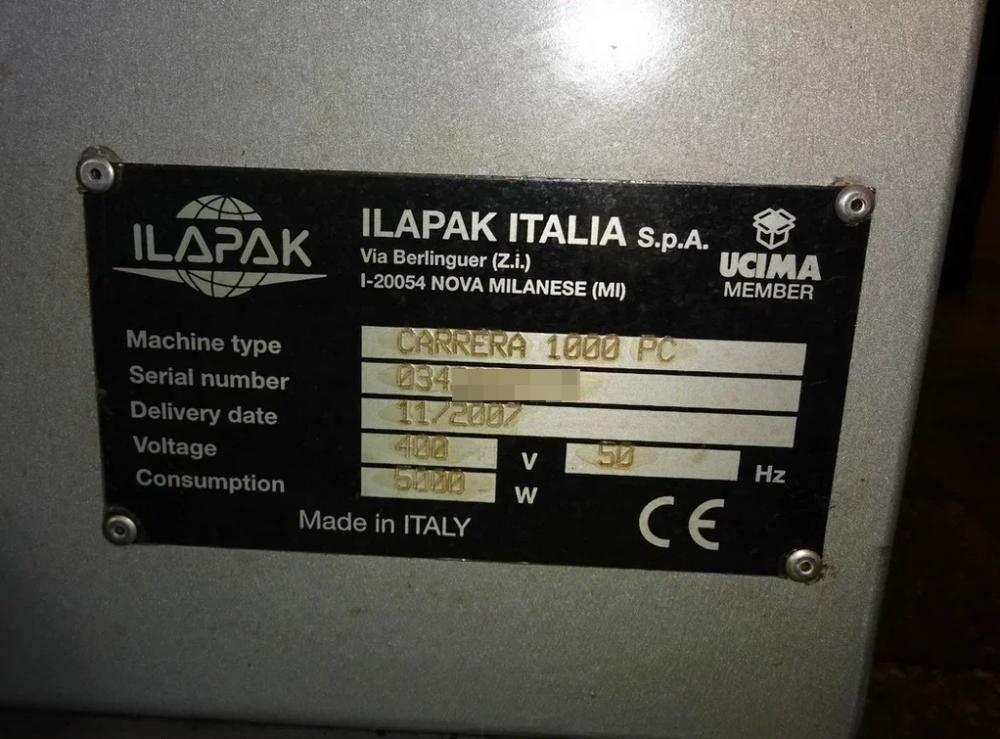 ILAPAK
ILAPAK ITALIA S.p.A.
Via Berlinguer (Z.i.)
I-20054 NOVA MILANESE (MI)
UCIMA
MEMBER
Machine type CARRERA 1000 PC
Serial number 034
Delivery date 11/2007
Voltage 400 V 50 Hz
Consumption 5000 W
Made in ITALY
CE